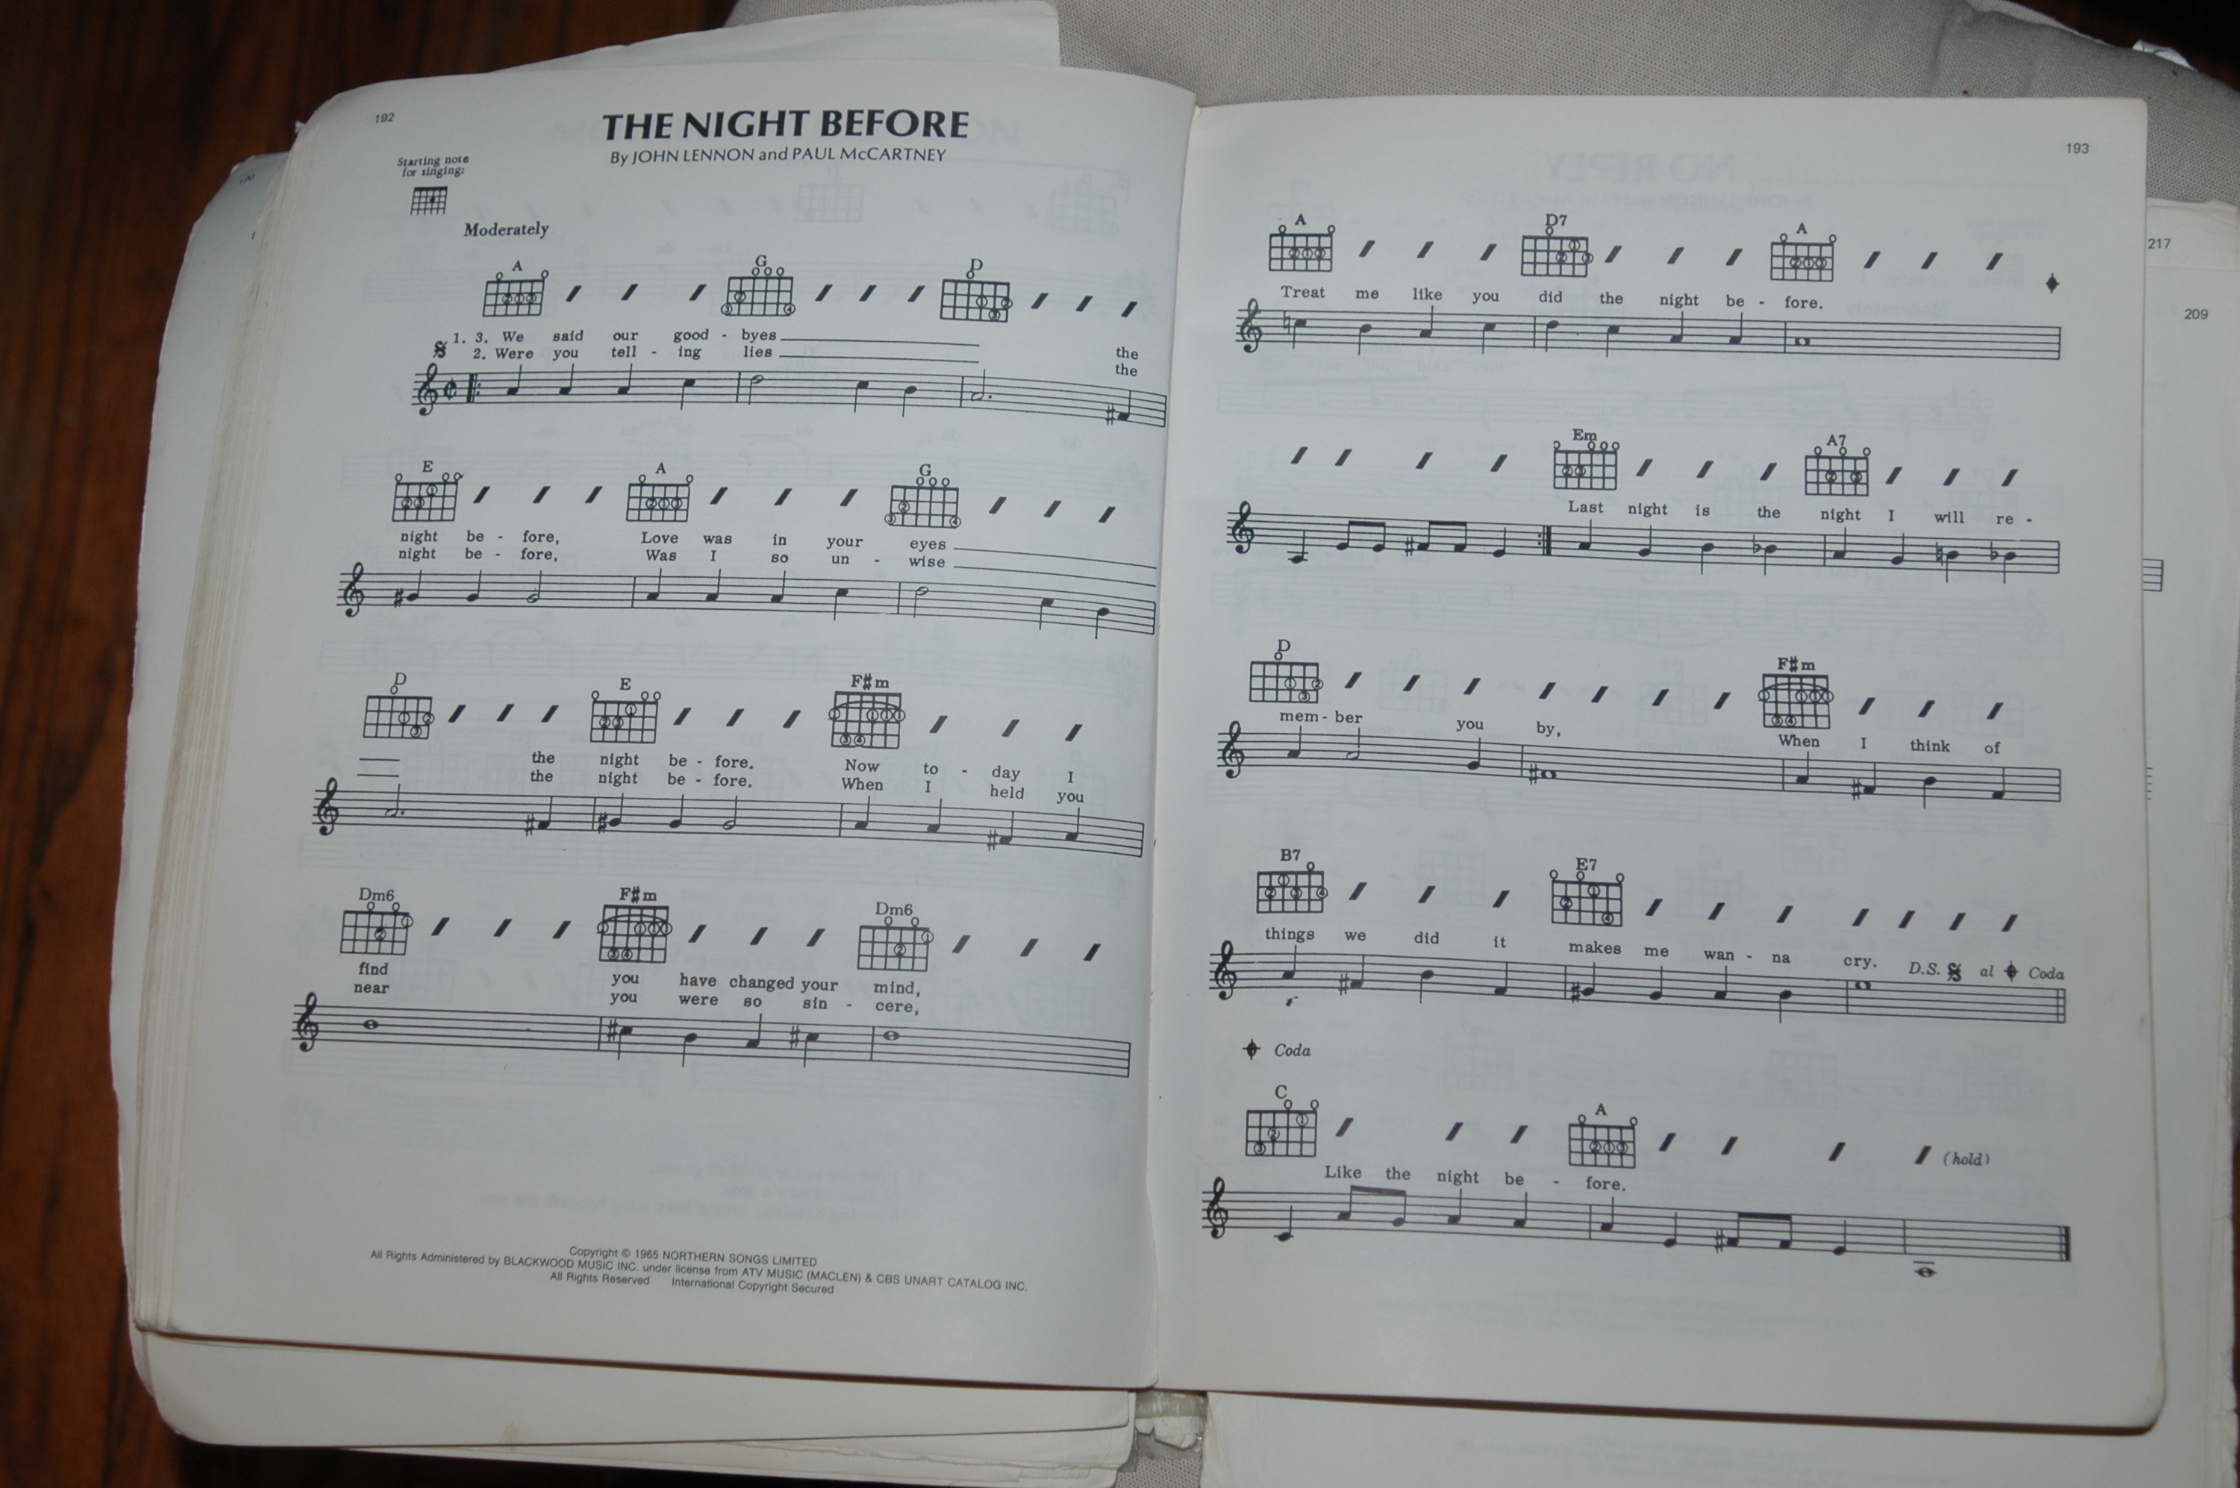 192
THE NIGHT BEFORE
By JOHN LENNON and PAUL McCARTNEY
Starting note
for singing:
Moderately
A G D
1. 3. We said our good - byes the
2. Were you tell - ing lies the
E A G
night be - fore, Love was in your eyes
night be - fore, Was I so un - wise
D E F♯m
the night be - fore. Now to - day I
the night be - fore. When I held you
Dm6 F♯m Dm6
find you have changed your mind,
near you were so sin - cere,
Copyright © 1965 NORTHERN SONGS LIMITED
All Rights Administered by BLACKWOOD MUSIC INC. under license from ATV MUSIC (MACLEN) & CBS UNART CATALOG INC.
All Rights Reserved International Copyright Secured
193
A D7 A
Treat me like you did the night be - fore.
Em A7
Last night is the night I will re -
D F♯m
mem - ber you by, When I think of
B7 E7
things we did it makes me wan - na cry. D.S. al Coda
Coda
C A
(hold)
Like the night be - fore.
217
209